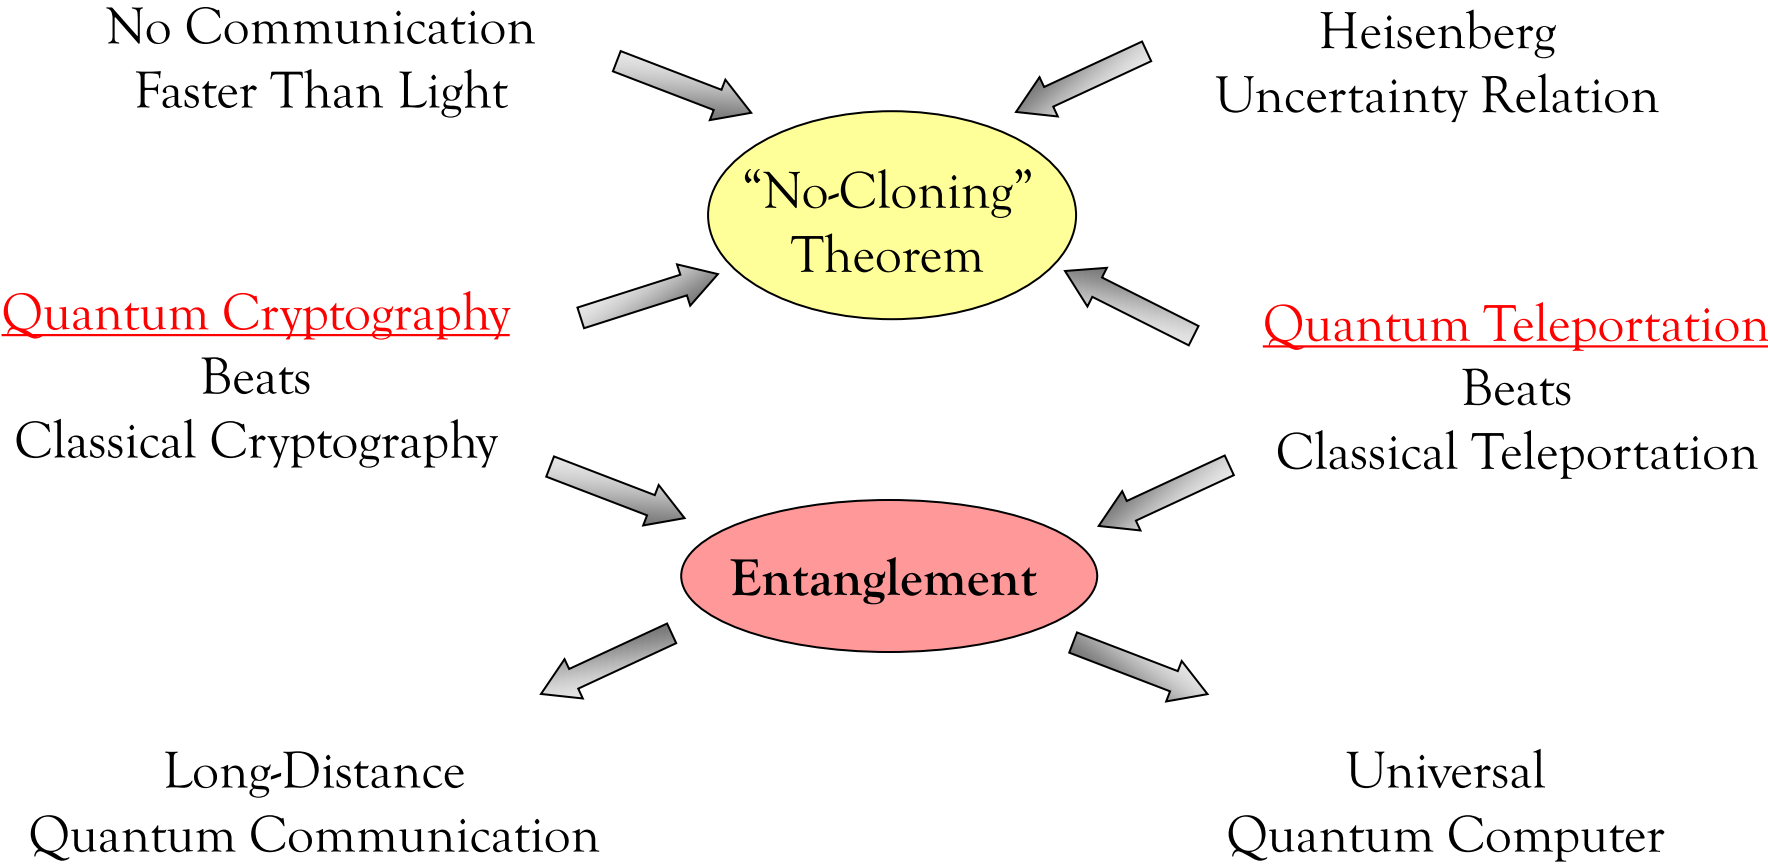 No Communication
Faster Than Light
Heisenberg
Uncertainty Relation
“No-Cloning”
Theorem
Quantum Cryptography
Beats
Classical Cryptography
Quantum Teleportation
Beats
Classical Teleportation
Entanglement
Long-Distance
Quantum Communication
Universal
Quantum Computer